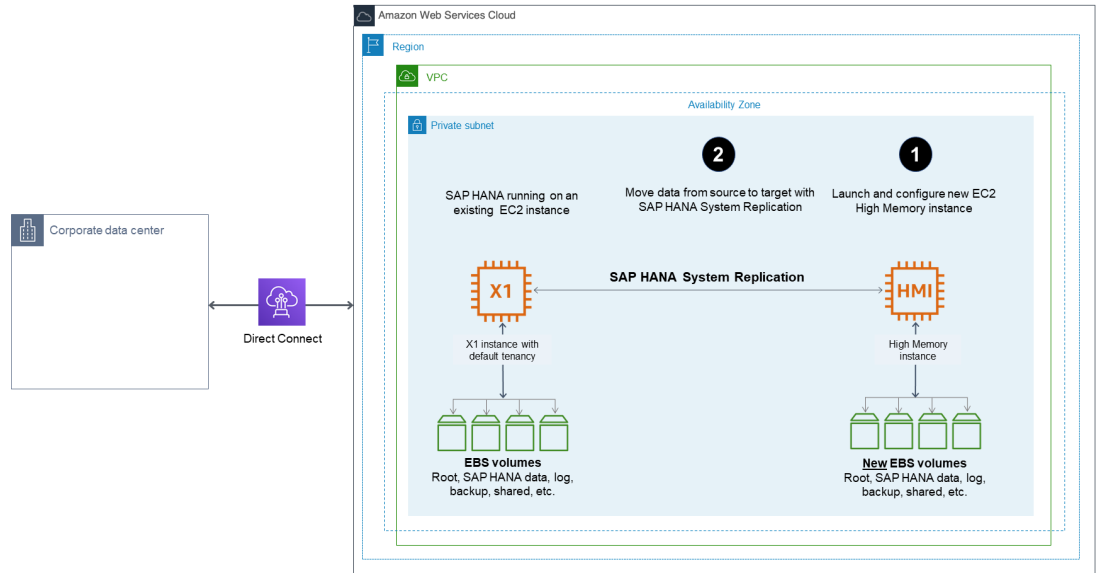 Amazon Web Services Cloud
Region
VPC
Availability Zone
Private subnet
2
1
SAP HANA running on an
existing EC2 instance
Move data from source to target with
SAP HANA System Replication
Launch and configure new EC2
High Memory instance
Corporate data center
SAP HANA System Replication
X1
HMI
Direct Connect
X1 instance with
default tenancy
High Memory
instance
EBS volumes
Root, SAP HANA data, log,
backup, shared, etc.
New EBS volumes
Root, SAP HANA data, log,
backup, shared, etc.